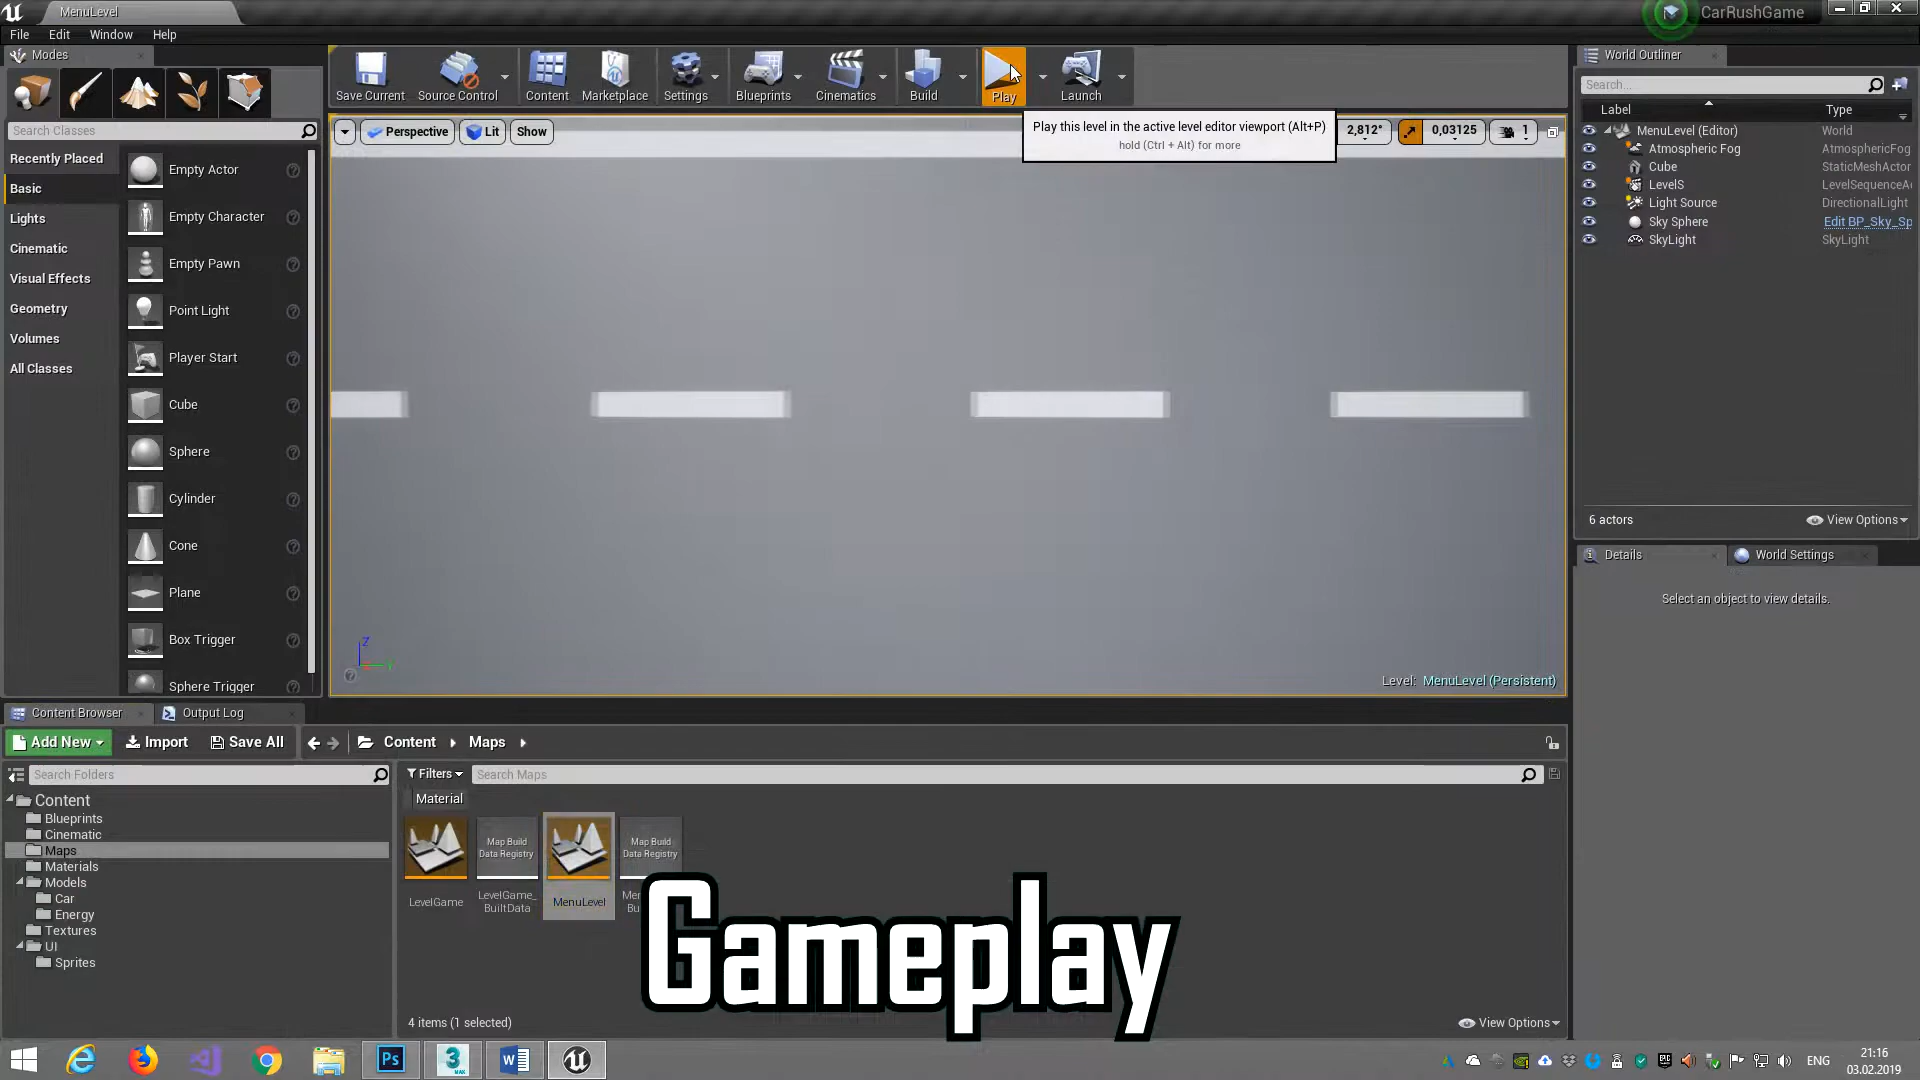 MenuLevel
CarRushGame
File Edit Window Help
Modes
Search Classes
Recently Placed
Basic
Lights
Cinematic
Visual Effects
Geometry
Volumes
All Classes
Empty Actor
Empty Character
Empty Pawn
Point Light
Player Start
Cube
Sphere
Cylinder
Cone
Plane
Box Trigger
Sphere Trigger
Save Current
Source Control
Content
Marketplace
Settings
Blueprints
Cinematics
Build
Play
Launch
Play this level in the active level editor viewport (Alt+P)
hold (Ctrl + Alt) for more
Perspective
Lit
Show
2,812°
0,03125
1
Z
Level: MenuLevel (Persistent)
World Outliner
Search...
Label Type
MenuLevel (Editor) World
Atmospheric Fog AtmosphericFog
Cube StaticMeshActor
LevelS LevelSequenceA
Light Source DirectionalLight
Sky Sphere Edit BP_Sky_Sp
SkyLight SkyLight
6 actors
View Options
Details
World Settings
Select an object to view details.
Content Browser
Output Log
Add New
Import
Save All
Content
Maps
Search Folders
Content
Blueprints
Cinematic
Maps
Materials
Models
Car
Energy
Textures
UI
Sprites
Filters
Search Maps
Material
Map Build
Data Registry
Map Build
Data Registry
LevelGame
LevelGame_
BuiltData
MenuLevel
Me
Bu
Gameplay
4 items (1 selected)
View Options
Ps
3
MAX
ENG
21:16
03.02.2019